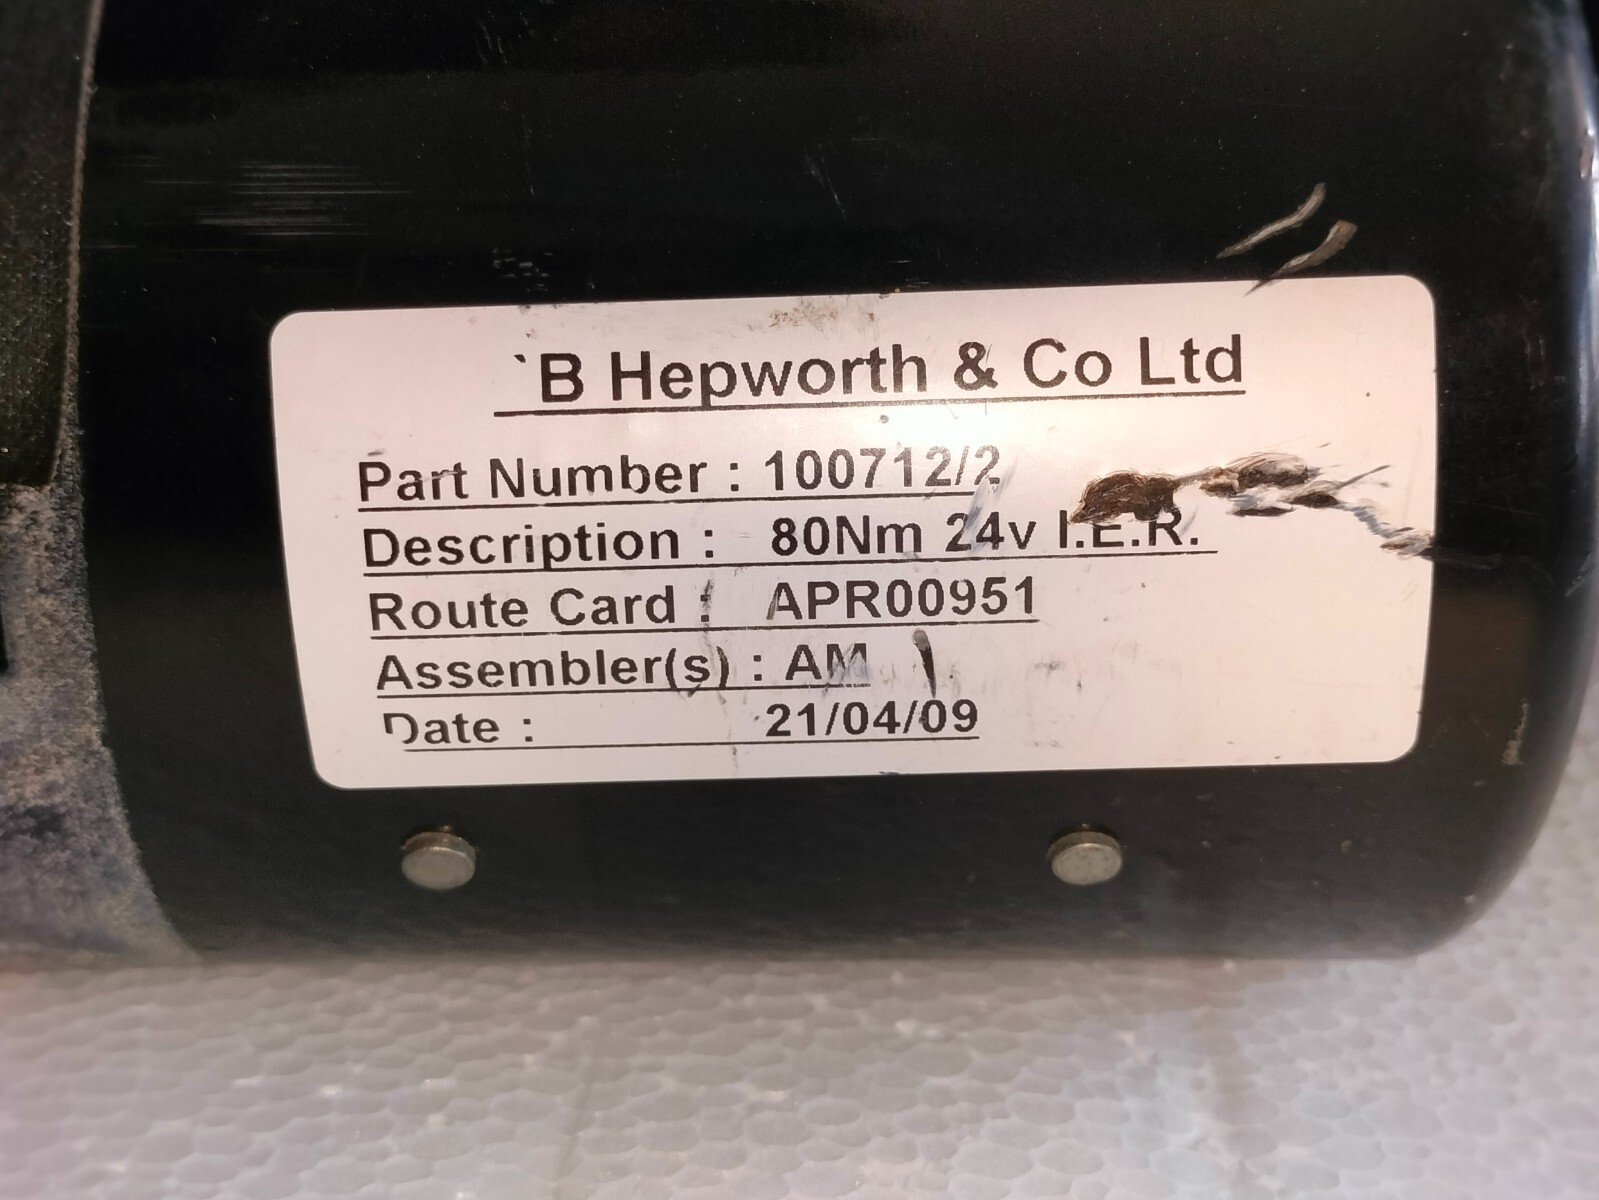 `B Hepworth & Co Ltd
Part Number : 100712/2
Description : 80Nm 24v I.E.R.
Route Card : APR00951
Assembler(s) : AM
Date : 21/04/09